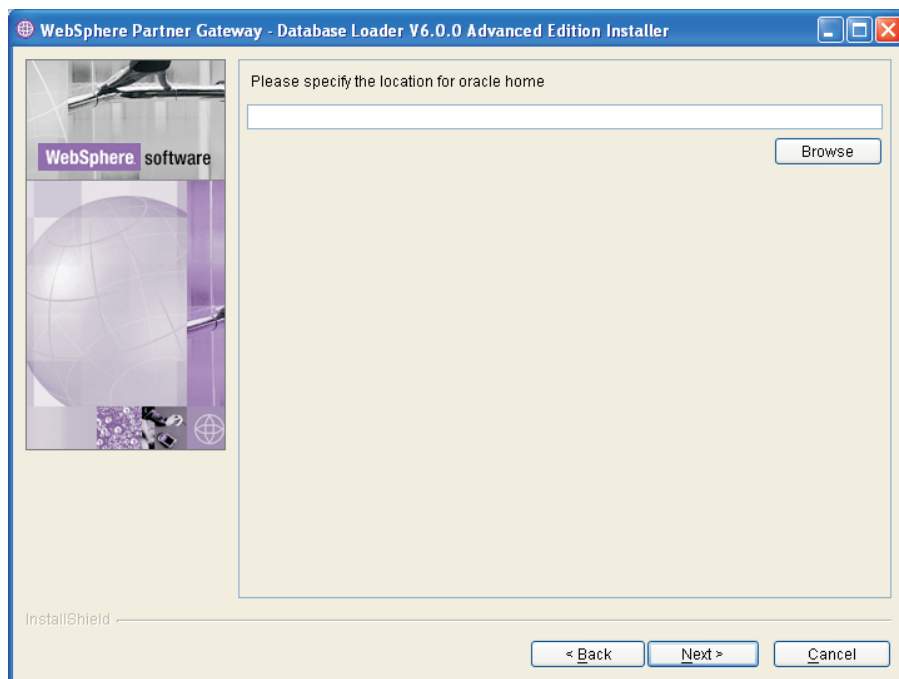 WebSphere Partner Gateway - Database Loader V6.0.0 Advanced Edition Installer
Please specify the location for oracle home
Browse
WebSphere. software
InstallShield
< Back
Next >
Cancel